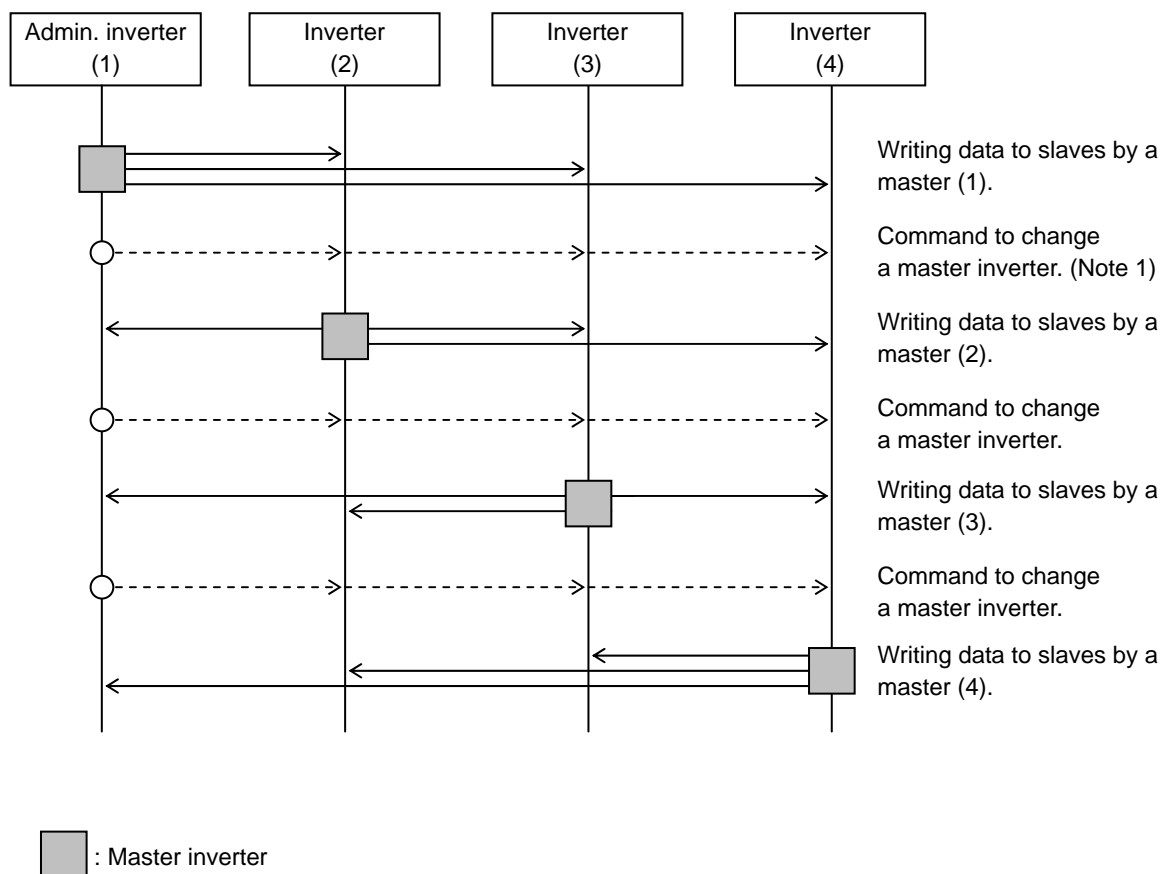 Admin. inverter
(1)
Inverter
(2)
Inverter
(3)
Inverter
(4)
Writing data to slaves by a
master (1).
Command to change
a master inverter. (Note 1)
Writing data to slaves by a
master (2).
Command to change
a master inverter.
Writing data to slaves by a
master (3).
Command to change
a master inverter.
Writing data to slaves by a
master (4).
: Master inverter